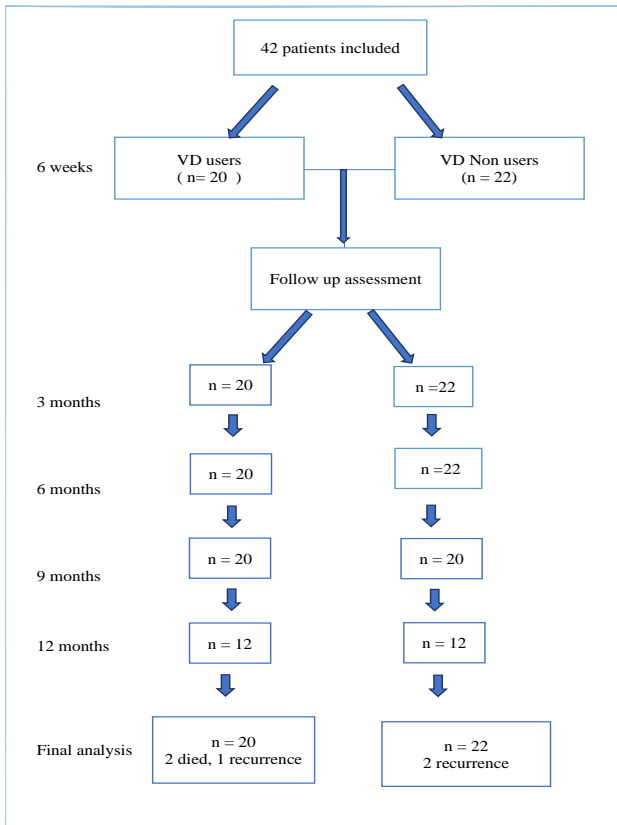 42 patients included
6 weeks
VD users
( n= 20 )
VD Non users
(n = 22)
Follow up assessment
3 months
n = 20
n =22
6 months
n = 20
n =22
9 months
n = 20
n = 20
12 months
n = 12
n = 12
Final analysis
n = 20
2 died, 1 recurrence
n = 22
2 recurrence